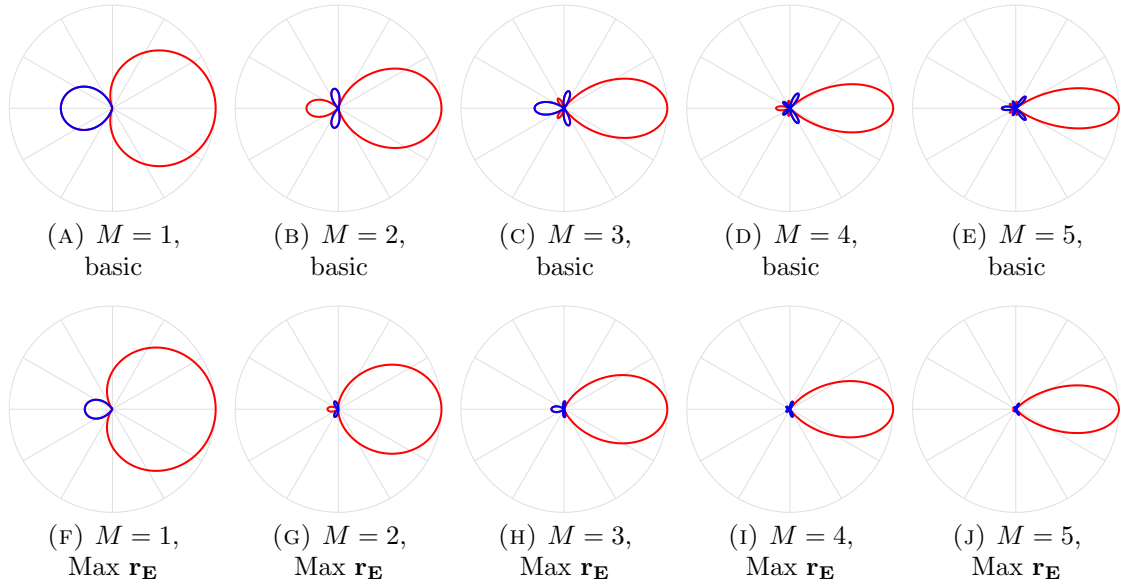 (A) M = 1,
basic
(B) M = 2,
basic
(C) M = 3,
basic
(D) M = 4,
basic
(E) M = 5,
basic
(F) M = 1,
Max r_E
(G) M = 2,
Max r_E
(H) M = 3,
Max r_E
(I) M = 4,
Max r_E
(J) M = 5,
Max r_E